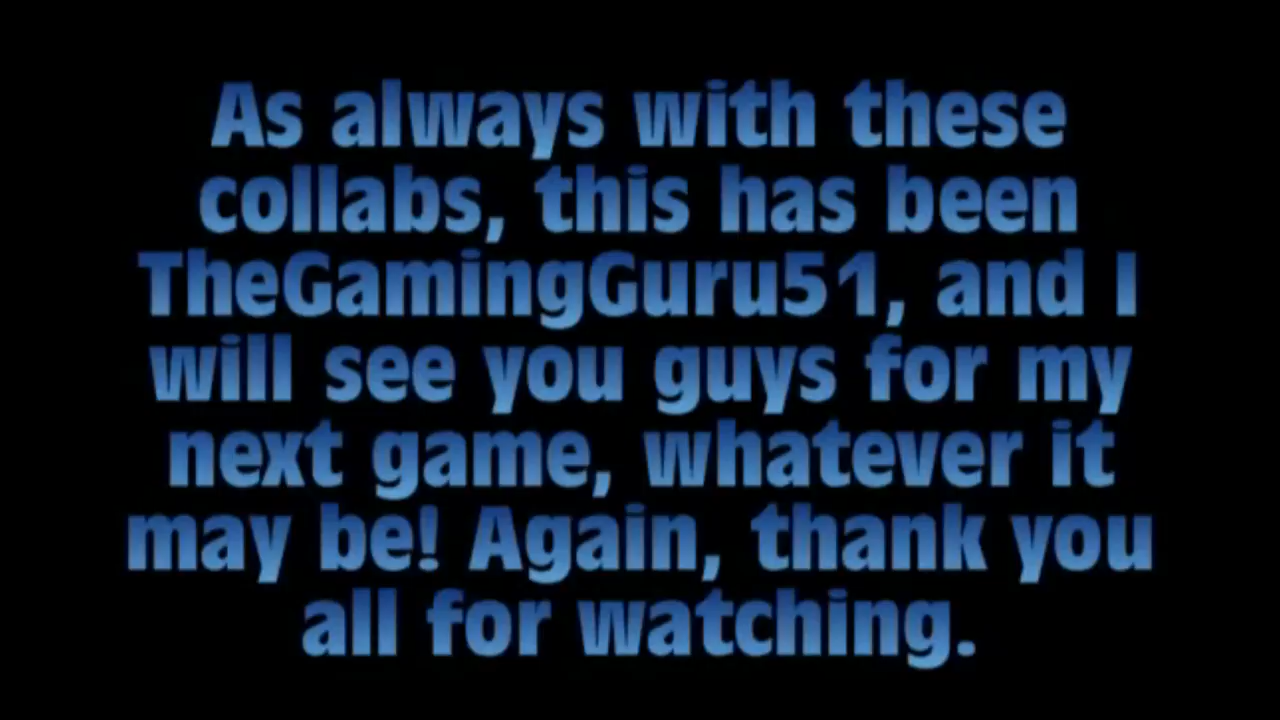 As always with these
collabs, this has been
TheGamingGuru51, and I
will see you guys for my
next game, whatever it
may be! Again, thank you
all for watching.